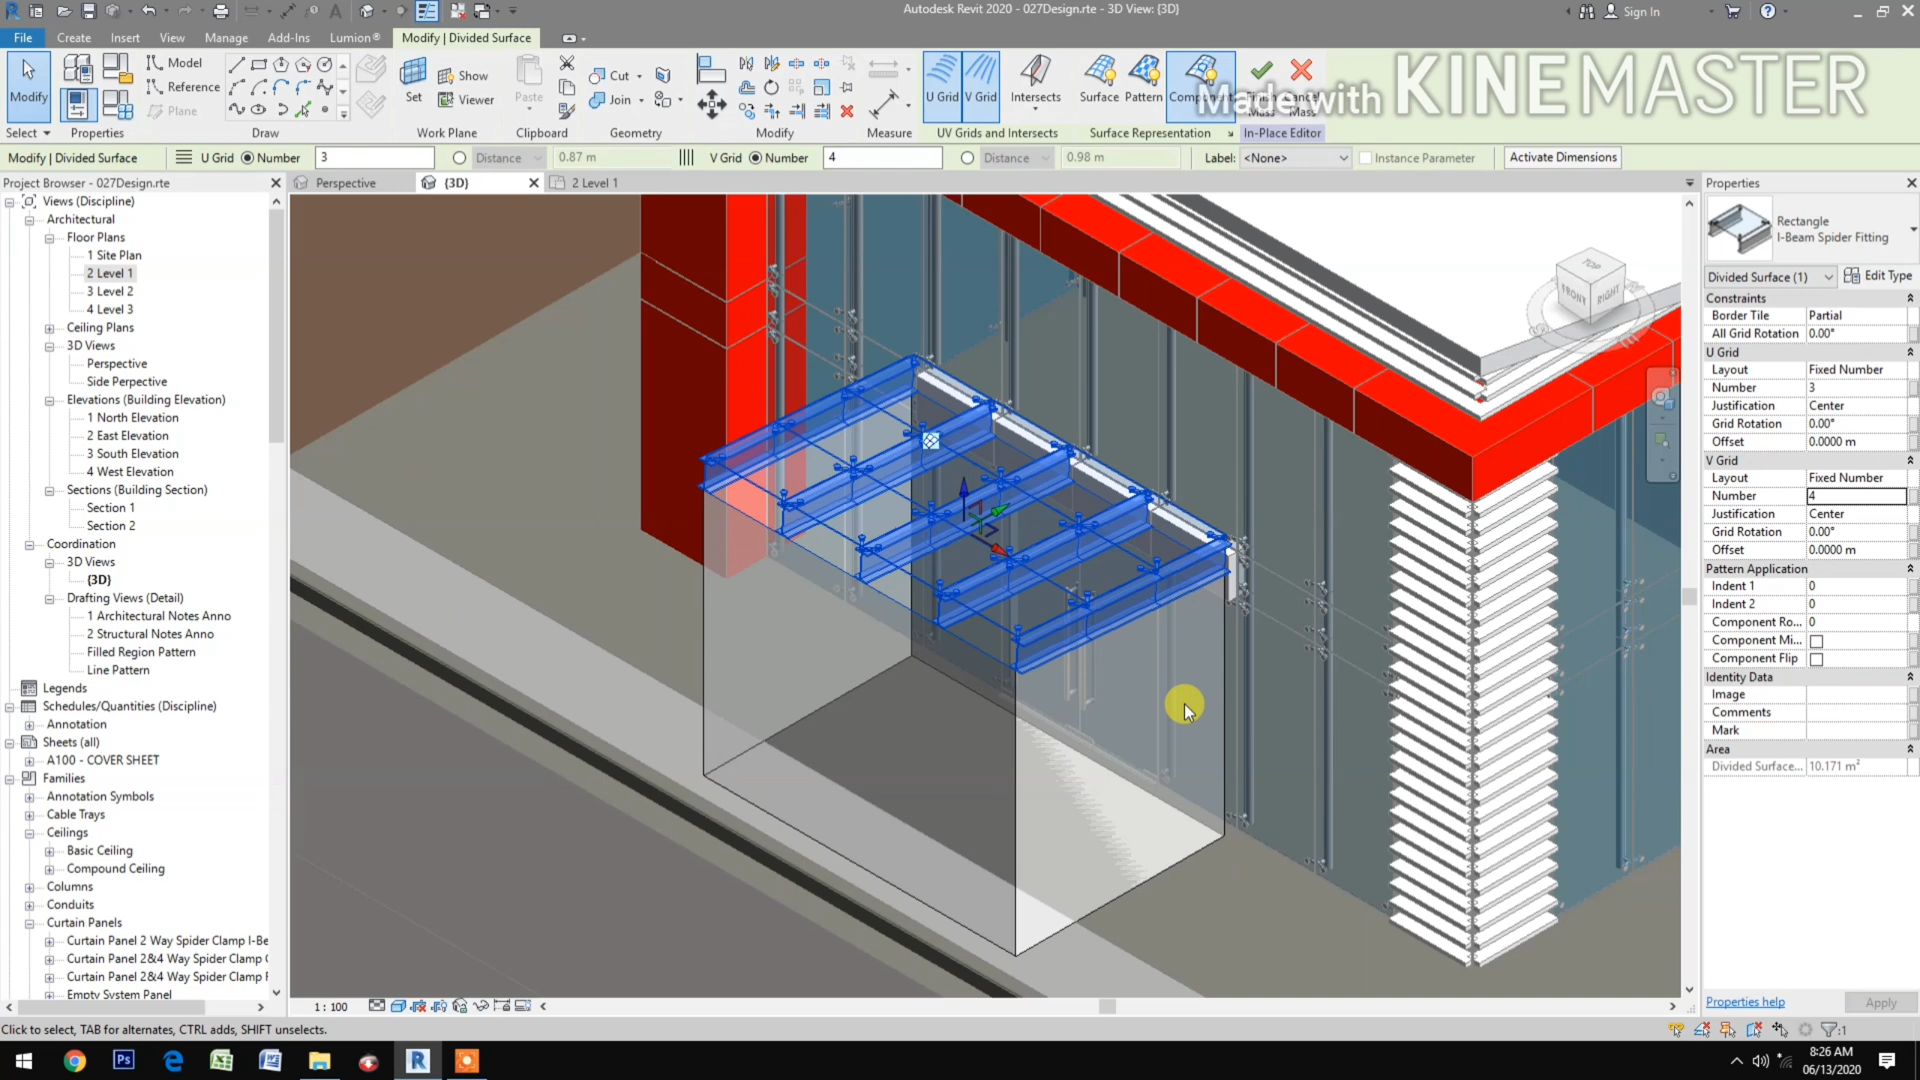 Autodesk Revit 2020 - 027Design.rte - 3D View: {3D}
Sign In
File Create Insert View Manage Add-Ins Lumion® Modify | Divided Surface
Modify
Model
Reference
Plane
Set
Show
Viewer
Paste
Cut
Join
U Grid
V Grid
Intersects
Surface
Pattern
Made with KINEMASTER
Select Properties Draw Work Plane Clipboard Geometry Modify Measure UV Grids and Intersects Surface Representation In-Place Editor
Modify | Divided Surface U Grid Number 3 Distance 0.87 m V Grid Number 4 Distance 0.98 m Label: <None> Instance Parameter Activate Dimensions
Project Browser - 027Design.rte
Perspective
{3D}
2 Level 1
Views (Discipline)
Architectural
Floor Plans
1 Site Plan
2 Level 1
3 Level 2
4 Level 3
Ceiling Plans
3D Views
Perspective
Side Perpective
Elevations (Building Elevation)
1 North Elevation
2 East Elevation
3 South Elevation
4 West Elevation
Sections (Building Section)
Section 1
Section 2
Coordination
3D Views
{3D}
Drafting Views (Detail)
1 Architectural Notes Anno
2 Structural Notes Anno
Filled Region Pattern
Line Pattern
Legends
Schedules/Quantities (Discipline)
Annotation
Sheets (all)
A100 - COVER SHEET
Families
Annotation Symbols
Cable Trays
Ceilings
Basic Ceiling
Compound Ceiling
Columns
Conduits
Curtain Panels
Curtain Panel 2 Way Spider Clamp I-Be
Curtain Panel 2&4 Way Spider Clamp
Curtain Panel 2&4 Way Spider Clamp
Empty System Panel
TOP
FRONT
RIGHT
Properties
Rectangle
I-Beam Spider Fitting
Divided Surface (1) Edit Type
Constraints
Border Tile Partial
All Grid Rotation 0.00°
U Grid
Layout Fixed Number
Number 3
Justification Center
Grid Rotation 0.00°
Offset 0.0000 m
V Grid
Layout Fixed Number
Number 4
Justification Center
Grid Rotation 0.00°
Offset 0.0000 m
Pattern Application
Indent 1 0
Indent 2 0
Component Ro... 0
Component Mi...
Component Flip
Identity Data
Image
Comments
Mark
Area
Divided Surface... 10.171 m²
Properties help Apply
1 : 100
Click to select, TAB for alternates, CTRL adds, SHIFT unselects.
:1
8:26 AM
06/13/2020